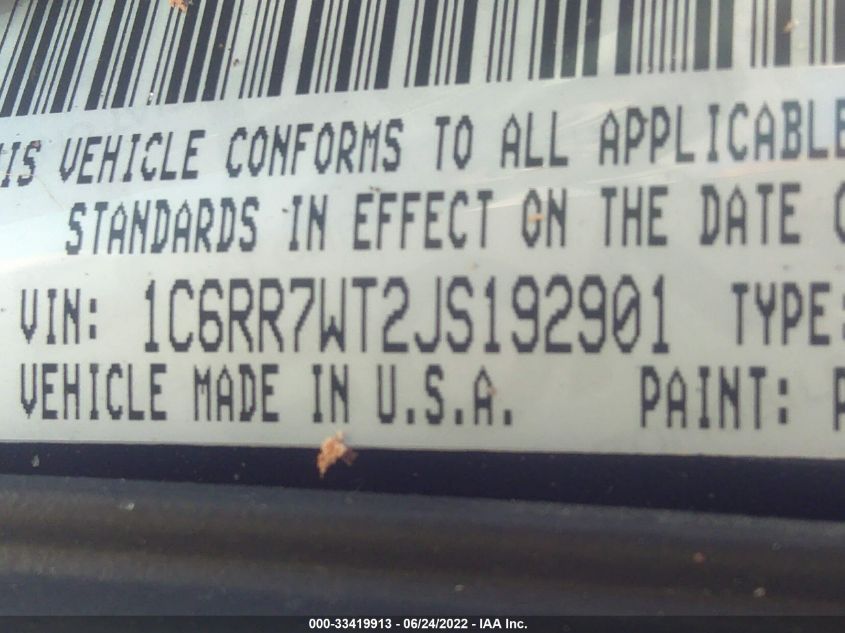 IS VEHICLE CONFORMS TO ALL APPLICABLE
STANDARDS IN EFFECT ON THE DATE
VIN: 1C6RR7WT2JS192901 TYPE:
VEHICLE MADE IN U.S.A. PAINT:
000-33419913 - 06/24/2022 - IAA Inc.